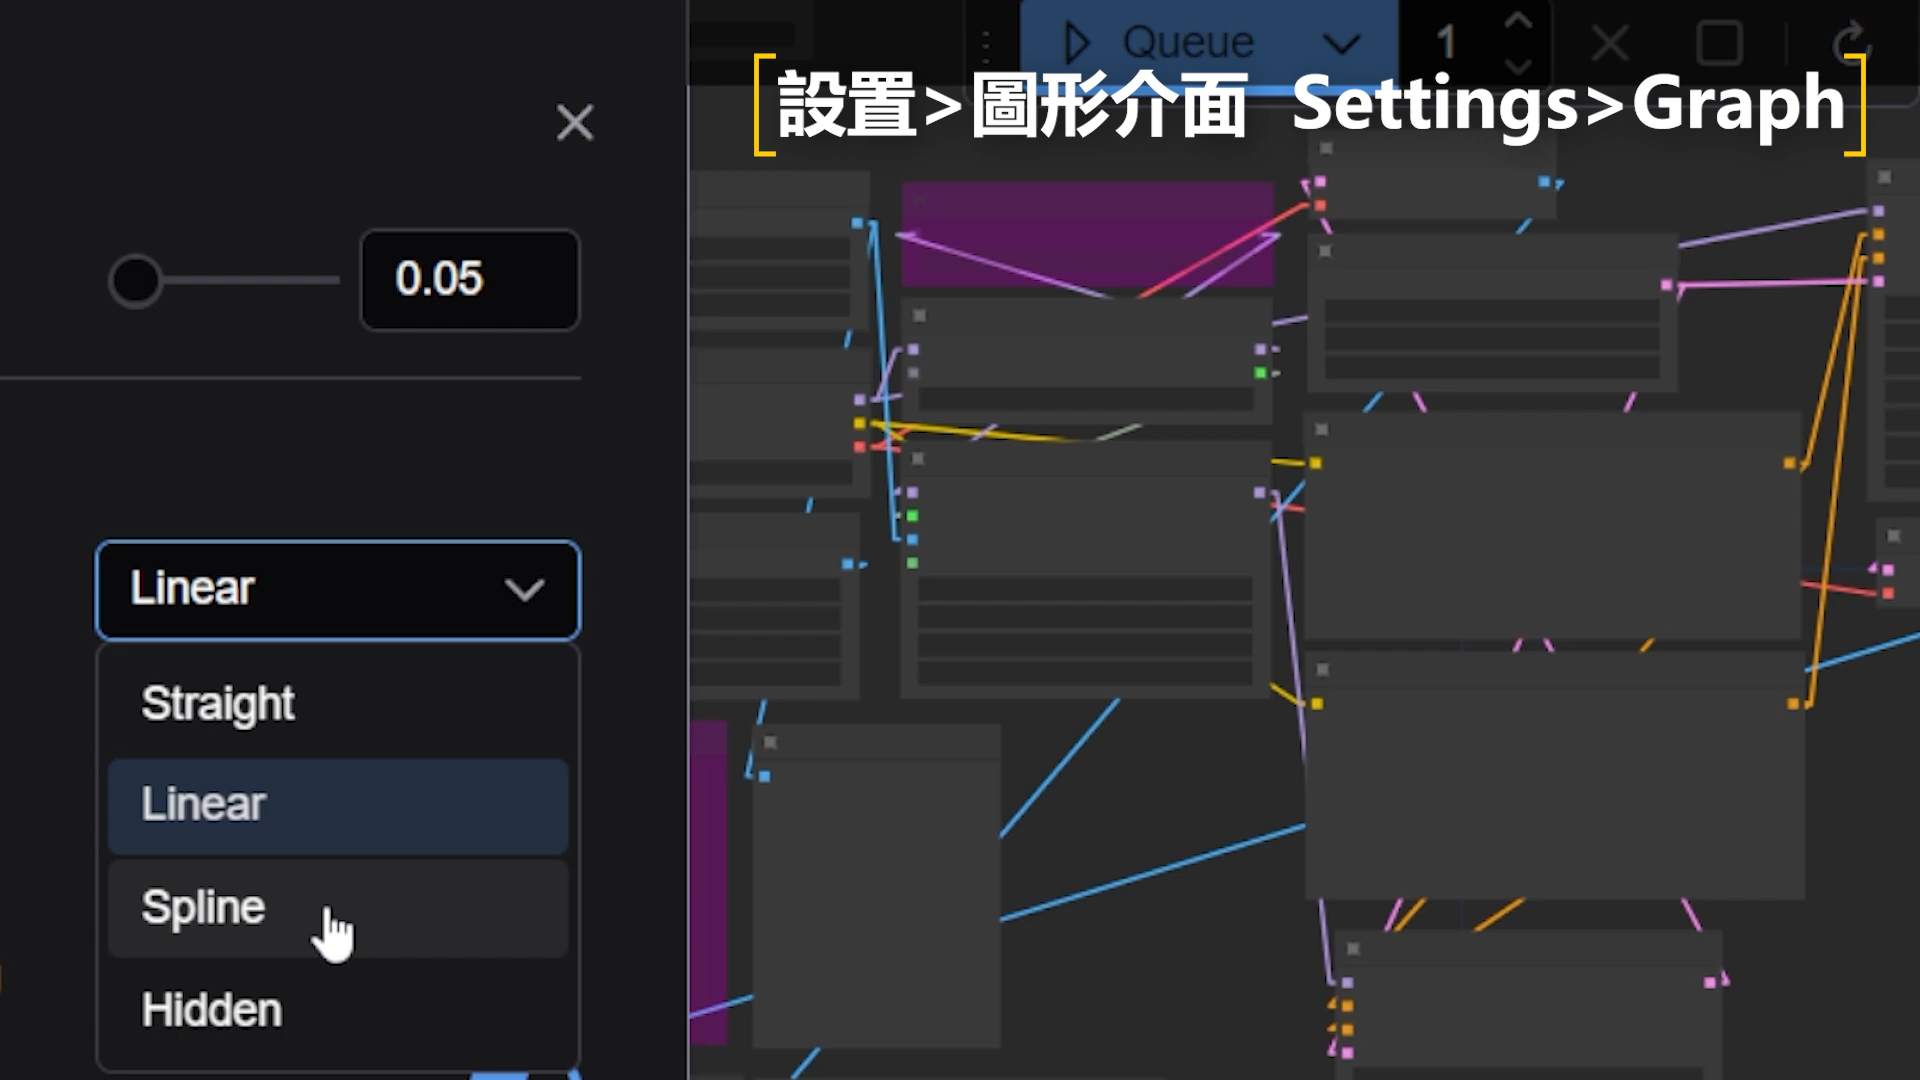 Queue
1
設置>圖形介面 Settings>Graph
0.05
Linear
Straight
Linear
Spline
Hidden